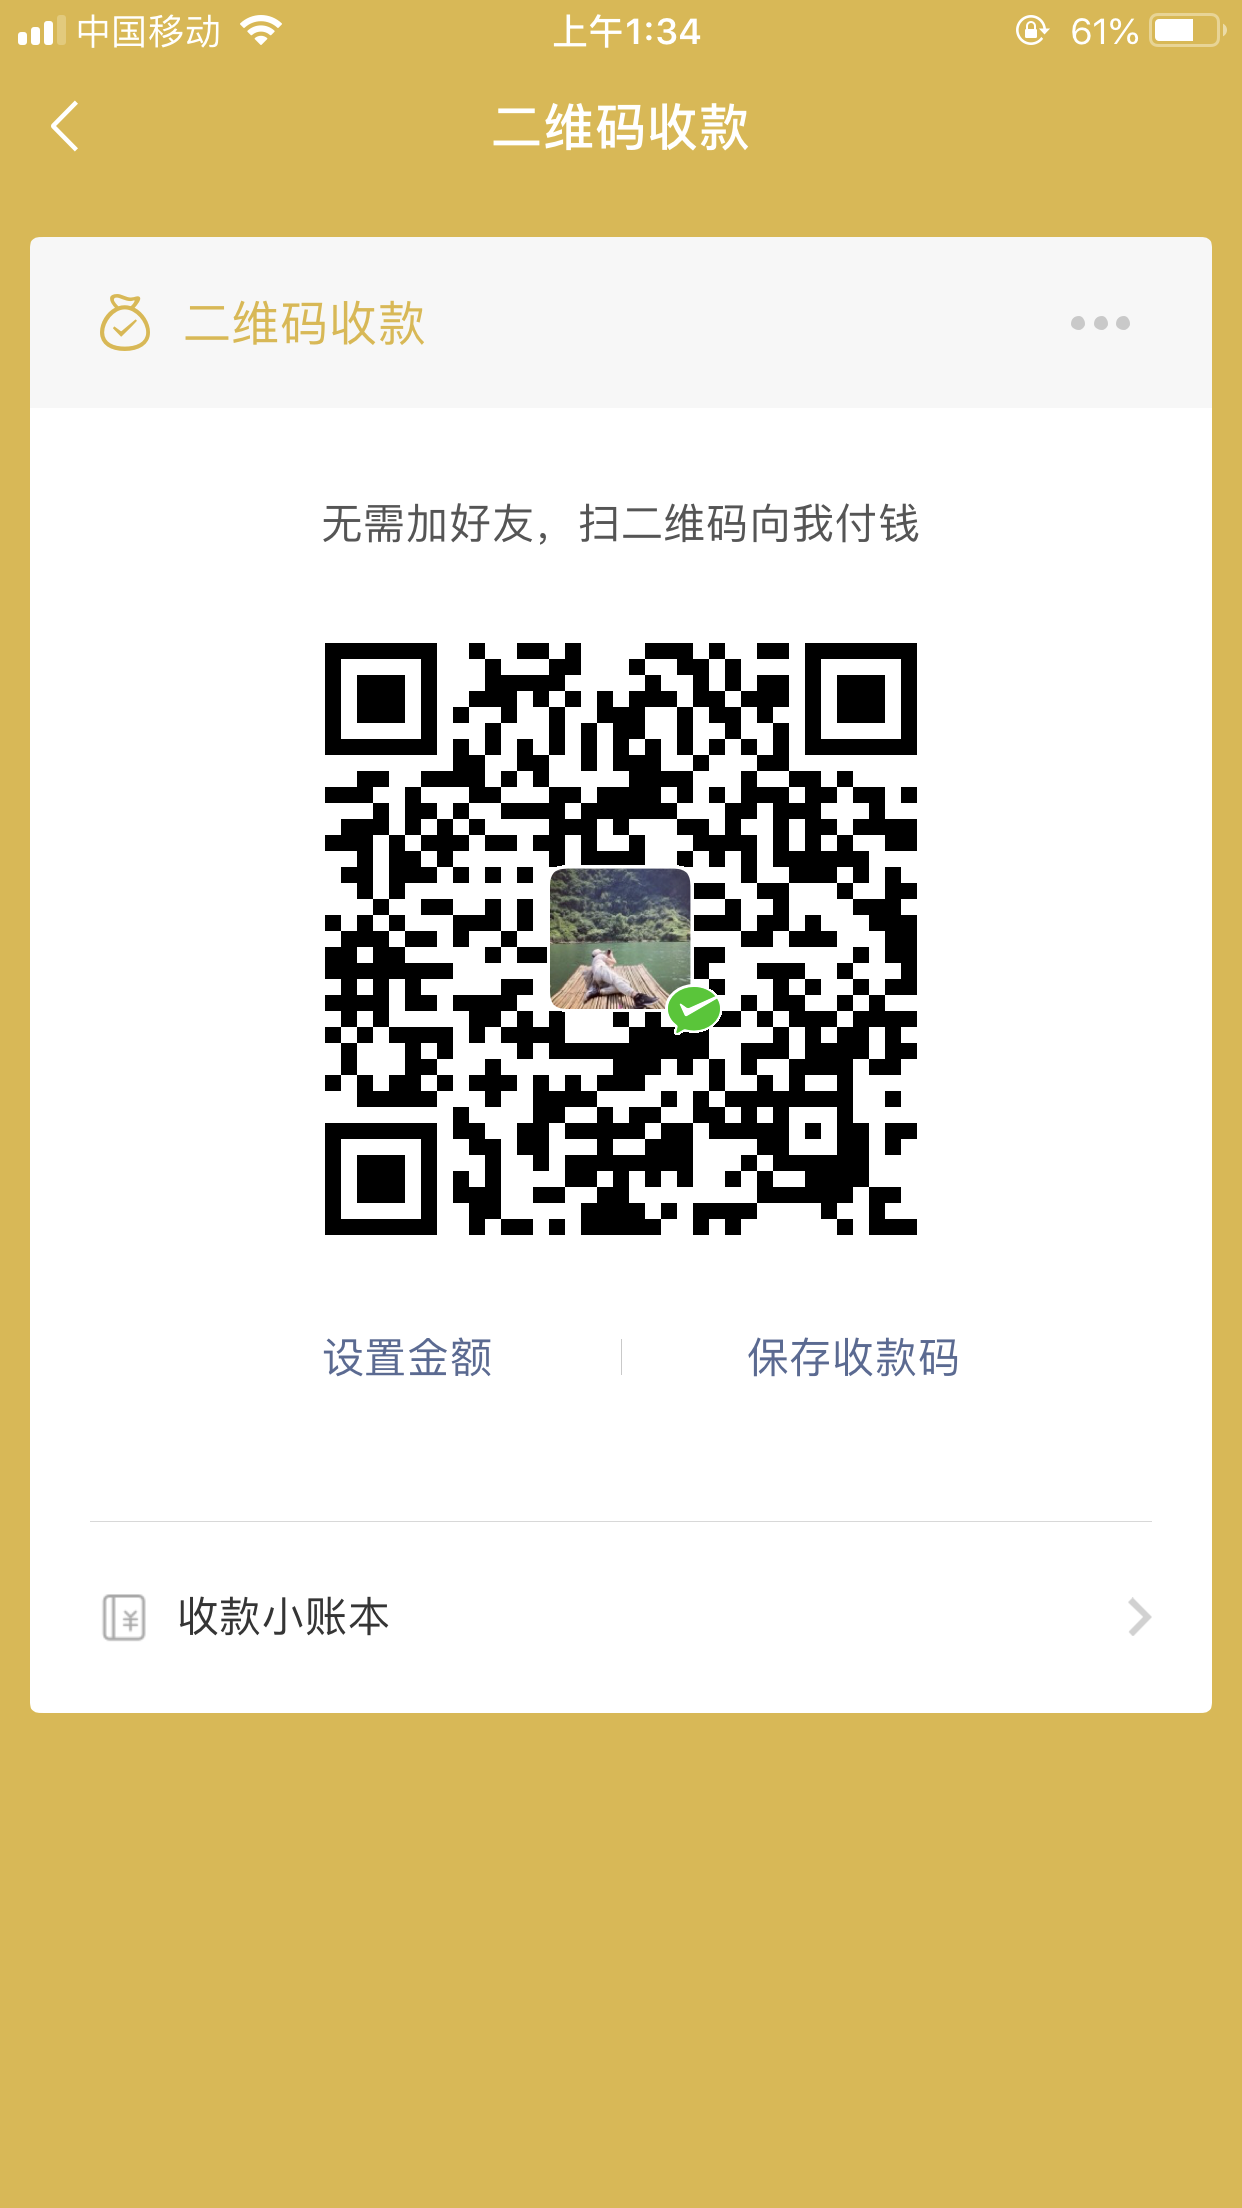 中国移动 上午1:34 61%
二维码收款
二维码收款
无需加好友，扫二维码向我付钱
设置金额 保存收款码
收款小账本